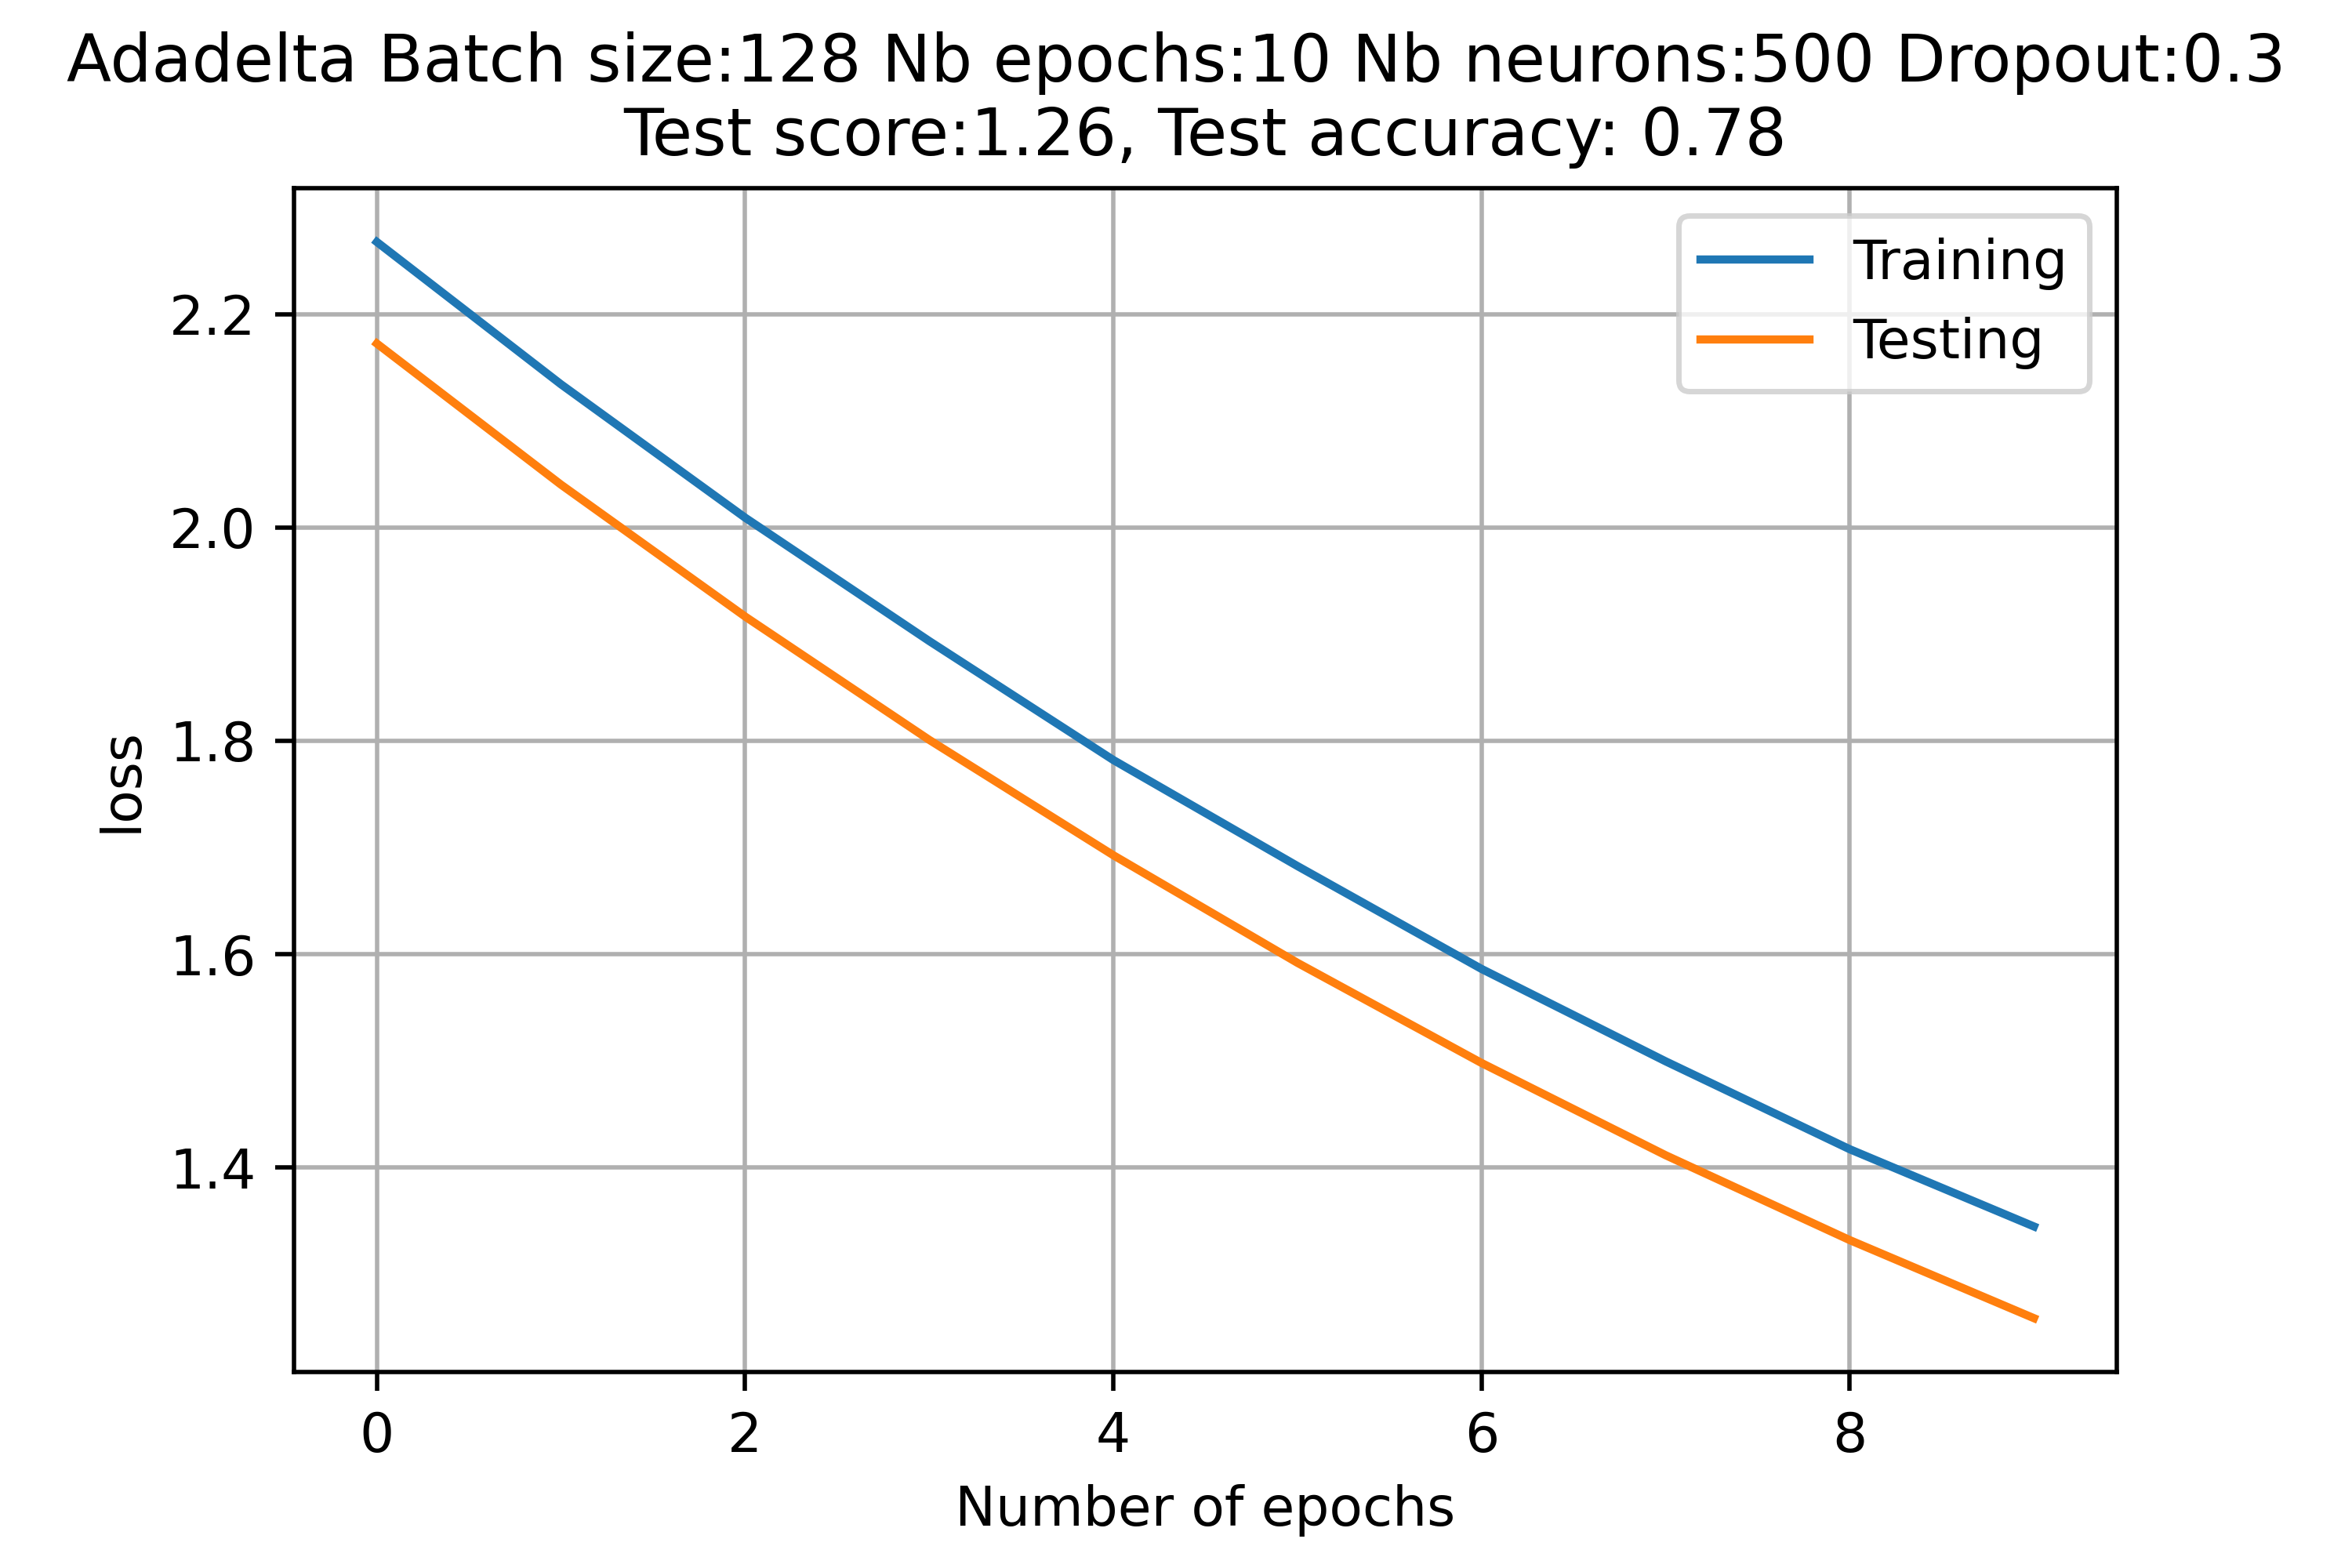 Adadelta Batch size:128 Nb epochs:10 Nb neurons:500 Dropout:0.3
Test score:1.26, Test accuracy: 0.78
Training
Testing
2.2
2.0
1.8
1.6
1.4
loss
0 2 4 6 8
Number of epochs